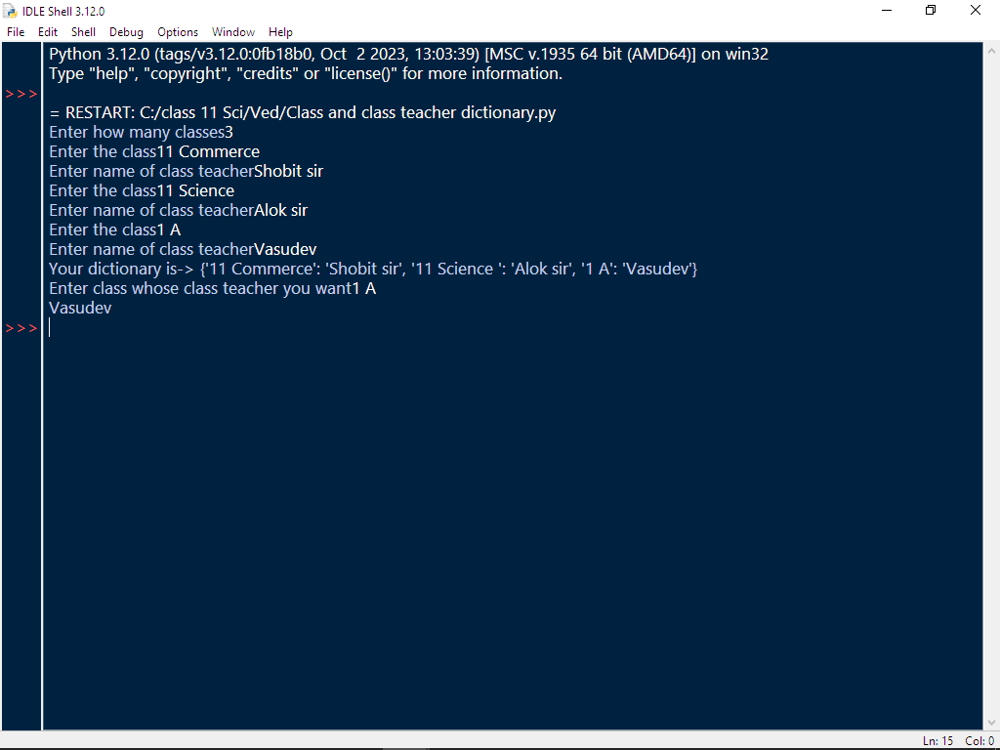 IDLE Shell 3.12.0
File Edit Shell Debug Options Window Help
Python 3.12.0 (tags/v3.12.0:0fb18b0, Oct  2 2023, 13:03:39) [MSC v.1935 64 bit (AMD64)] on win32
Type "help", "copyright", "credits" or "license()" for more information.
>>>
= RESTART: C:/class 11 Sci/Ved/Class and class teacher dictionary.py
Enter how many classes3
Enter the class11 Commerce
Enter name of class teacherShobit sir
Enter the class11 Science
Enter name of class teacherAlok sir
Enter the class1 A
Enter name of class teacherVasudev
Your dictionary is-> {'11 Commerce': 'Shobit sir', '11 Science ': 'Alok sir', '1 A': 'Vasudev'}
Enter class whose class teacher you want1 A
Vasudev
>>>
Ln: 15 Col: 0